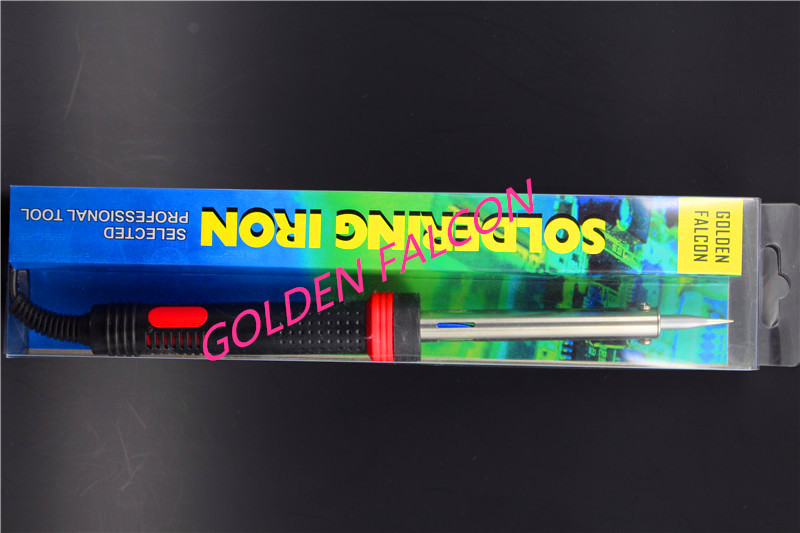 SELECTED
PROFESSIONAL TOOL
SOLDERING IRON
GOLDEN
FALCON
GOLDEN FALCON